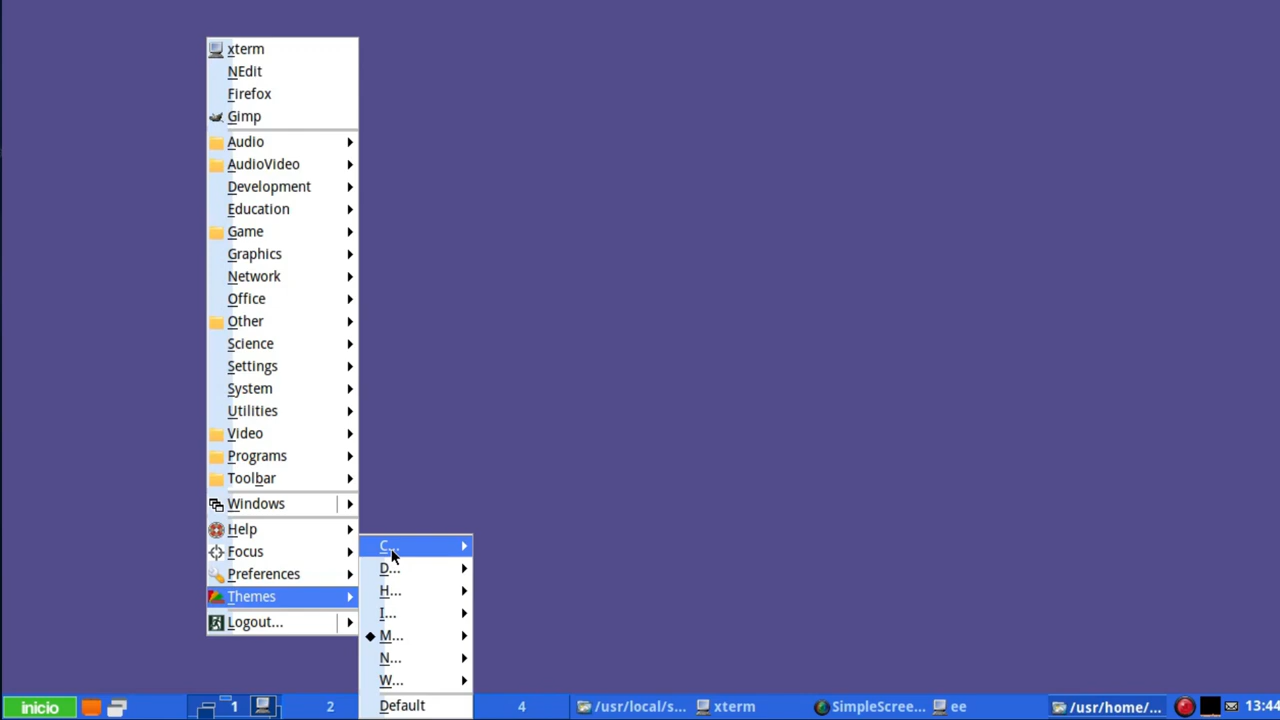 xterm
NEdit
Firefox
Gimp
Audio
AudioVideo
Development
Education
Game
Graphics
Network
Office
Other
Science
Settings
System
Utilities
Video
Programs
Toolbar
Windows
Help
Focus
Preferences
Themes
Logout...
C...
D...
H...
I...
M...
N...
W...
Default
inicio
1
2
4
/usr/local/s...
xterm
SimpleScree...
ee
/usr/home/...
13:44